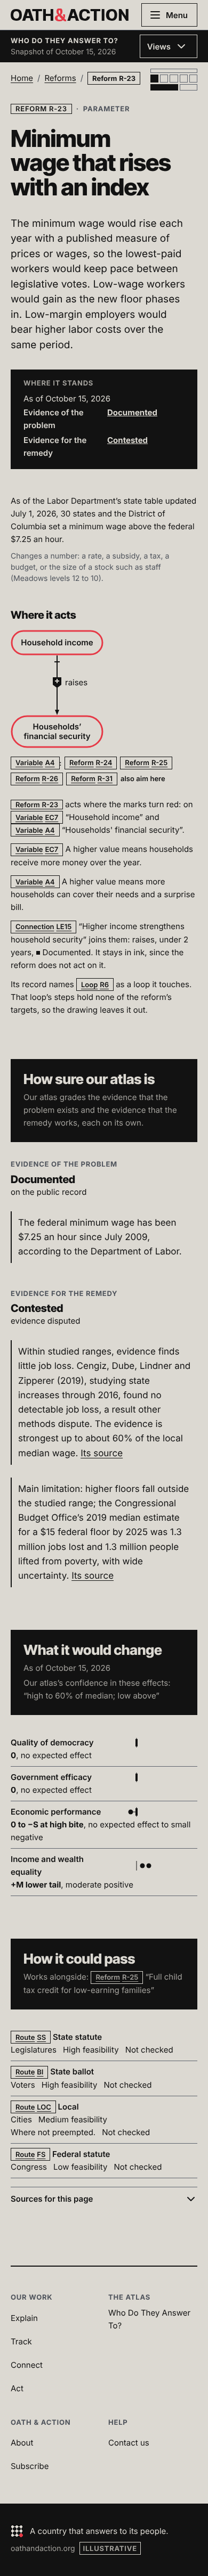 OATH&ACTION
Menu
WHO DO THEY ANSWER TO?
Snapshot of October 15, 2026
Views
Home / Reforms / Reform R-23
REFORM R-23 · PARAMETER
Minimum
wage that rises
with an index
The minimum wage would rise each
year with a published measure of
prices or wages, so the lowest-paid
workers would keep pace between
legislative votes. Low-wage workers
would gain as the new floor phases
in. Low-margin employers would
bear higher labor costs over the
same period.
WHERE IT STANDS
As of October 15, 2026
Evidence of the problem Documented
Evidence for the remedy Contested
As of the Labor Department's state table updated
July 1, 2026, 30 states and the District of
Columbia set a minimum wage above the federal
$7.25 an hour.
Changes a number: a rate, a subsidy, a tax, a
budget, or the size of a stock such as staff
(Meadows levels 12 to 10).
Where it acts
Household income
raises
Households'
financial security
Variable A4: Reform R-24 Reform R-25
Reform R-26 Reform R-31 also aim here
Reform R-23 acts where the marks turn red: on
Variable EC7 “Household income” and
Variable A4 “Households’ financial security”.
Variable EC7 A higher value means households
receive more money over the year.
Variable A4 A higher value means more
households can cover their needs and a surprise
bill.
Connection LE15 “Higher income strengthens
household security” joins them: raises, under 2
years, ■ Documented. It stays in ink, since the
reform does not act on it.
Its record names Loop R6 as a loop it touches.
That loop’s steps hold none of the reform’s
targets, so the drawing leaves it out.
How sure our atlas is
Our atlas grades the evidence that the
problem exists and the evidence that the
remedy works, each on its own.
EVIDENCE OF THE PROBLEM
Documented
on the public record
The federal minimum wage has been
$7.25 an hour since July 2009,
according to the Department of Labor.
EVIDENCE FOR THE REMEDY
Contested
evidence disputed
Within studied ranges, evidence finds
little job loss. Cengiz, Dube, Lindner and
Zipperer (2019), studying state
increases through 2016, found no
detectable job loss, a result other
methods dispute. The evidence is
strongest up to about 60% of the local
median wage. Its source
Main limitation: higher floors fall outside
the studied range; the Congressional
Budget Office’s 2019 median estimate
for a $15 federal floor by 2025 was 1.3
million jobs lost and 1.3 million people
lifted from poverty, with wide
uncertainty. Its source
What it would change
As of October 15, 2026
Our atlas’s confidence in these effects:
“high to 60% of median; low above”
Quality of democracy
0, no expected effect
Government efficacy
0, no expected effect
Economic performance
0 to −S at high bite, no expected effect to small
negative
Income and wealth
equality
+M lower tail, moderate positive
How it could pass
Works alongside: Reform R-25 “Full child
tax credit for low-earning families”
Route SS State statute
Legislatures High feasibility Not checked
Route BI State ballot
Voters High feasibility Not checked
Route LOC Local
Cities Medium feasibility
Where not preempted. Not checked
Route FS Federal statute
Congress Low feasibility Not checked
Sources for this page
OUR WORK
Explain
Track
Connect
Act
THE ATLAS
Who Do They Answer
To?
OATH & ACTION
About
Subscribe
HELP
Contact us
A country that answers to its people.
oathandaction.org ILLUSTRATIVE